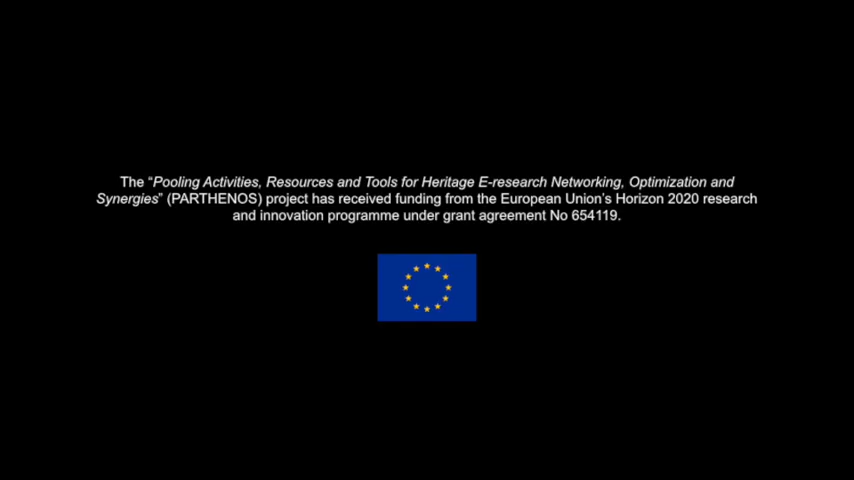 The “Pooling Activities, Resources and Tools for Heritage E-research Networking, Optimization and
Synergies” (PARTHENOS) project has received funding from the European Union’s Horizon 2020 research
and innovation programme under grant agreement No 654119.